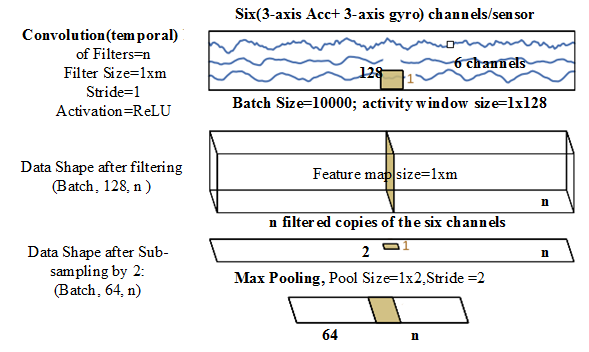 Six(3-axis Acc+ 3-axis gyro) channels/sensor
Convolution(temporal)
of Filters=n
Filter Size=1xm
Stride=1
Activation=ReLU
6 channels
128
1
Batch Size=10000; activity window size=1x128
Data Shape after filtering
(Batch, 128, n )
Feature map size=1xm
n
n filtered copies of the six channels
Data Shape after Sub-
sampling by 2:
(Batch, 64, n)
2
1
n
Max Pooling, Pool Size=1x2,Stride =2
64
n